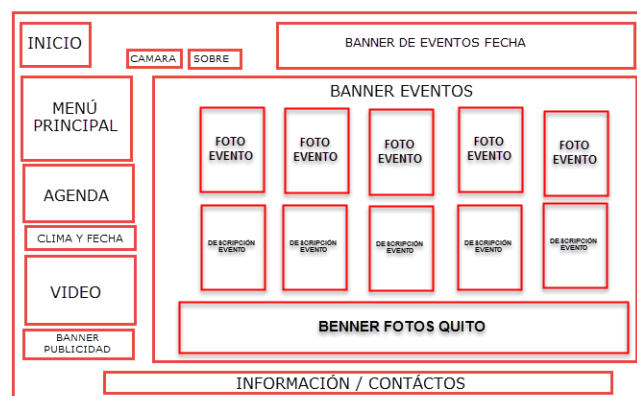 INICIO
CAMARA
SOBRE
BANNER DE EVENTOS FECHA
MENÚ
PRINCIPAL
AGENDA
CLIMA Y FECHA
VIDEO
BANNER
PUBLICIDAD
BANNER EVENTOS
FOTO
EVENTO
FOTO
EVENTO
FOTO
EVENTO
FOTO
EVENTO
FOTO
EVENTO
DESCRIPCIÓN
EVENTO
DESCRIPCIÓN
EVENTO
DESCRIPCIÓN
EVENTO
DESCRIPCIÓN
EVENTO
DESCRIPCIÓN
EVENTO
BENNER FOTOS QUITO
INFORMACIÓN / CONTÁCTOS